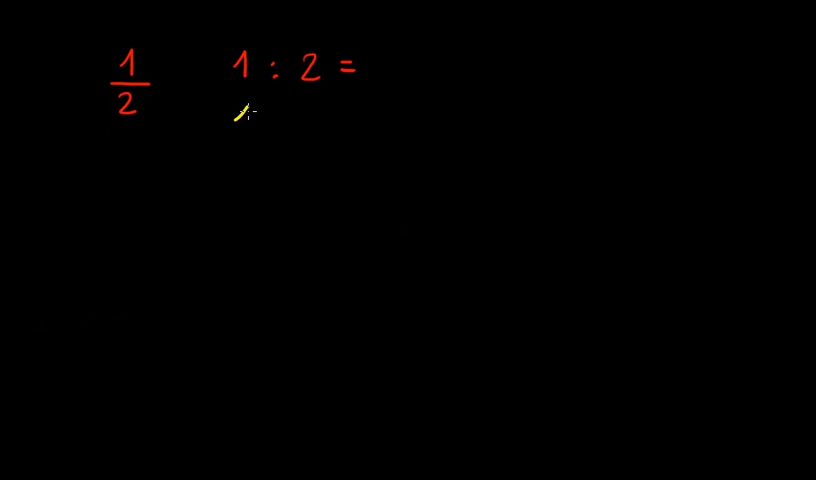 1/2 1 : 2 =